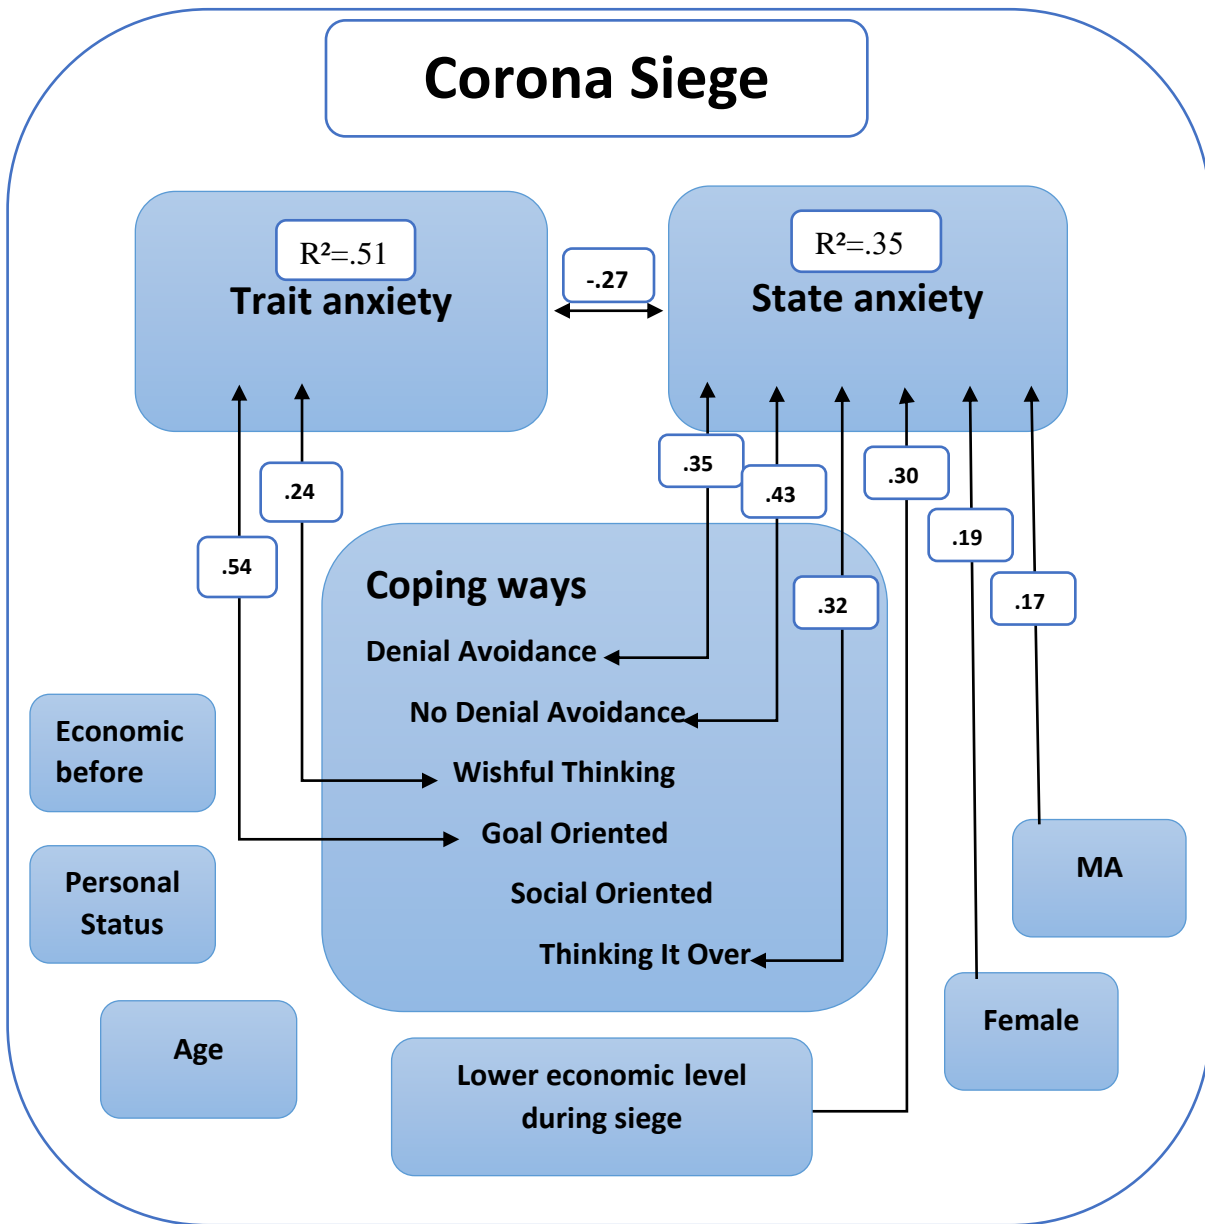 Corona Siege
R²=.51
Trait anxiety
-.27
R²=.35
State anxiety
.35
.43
.30
.24
.19
.54
.32
.17
Coping ways
Denial Avoidance
No Denial Avoidance
Wishful Thinking
Goal Oriented
Social Oriented
Thinking It Over
Economic
before
Personal
Status
Age
MA
Female
Lower economic level
during siege